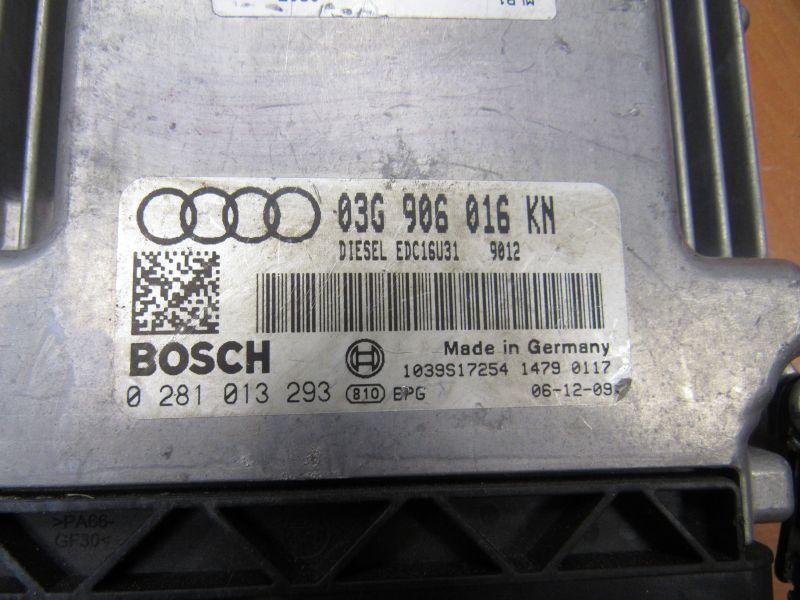 03G 906 016 KN
DIESEL EDC16U31 9012
BOSCH
Made in Germany
1039S17254 1479 0117
0 281 013 293 810 BPG 06-12-09
>PA66-
GF30<